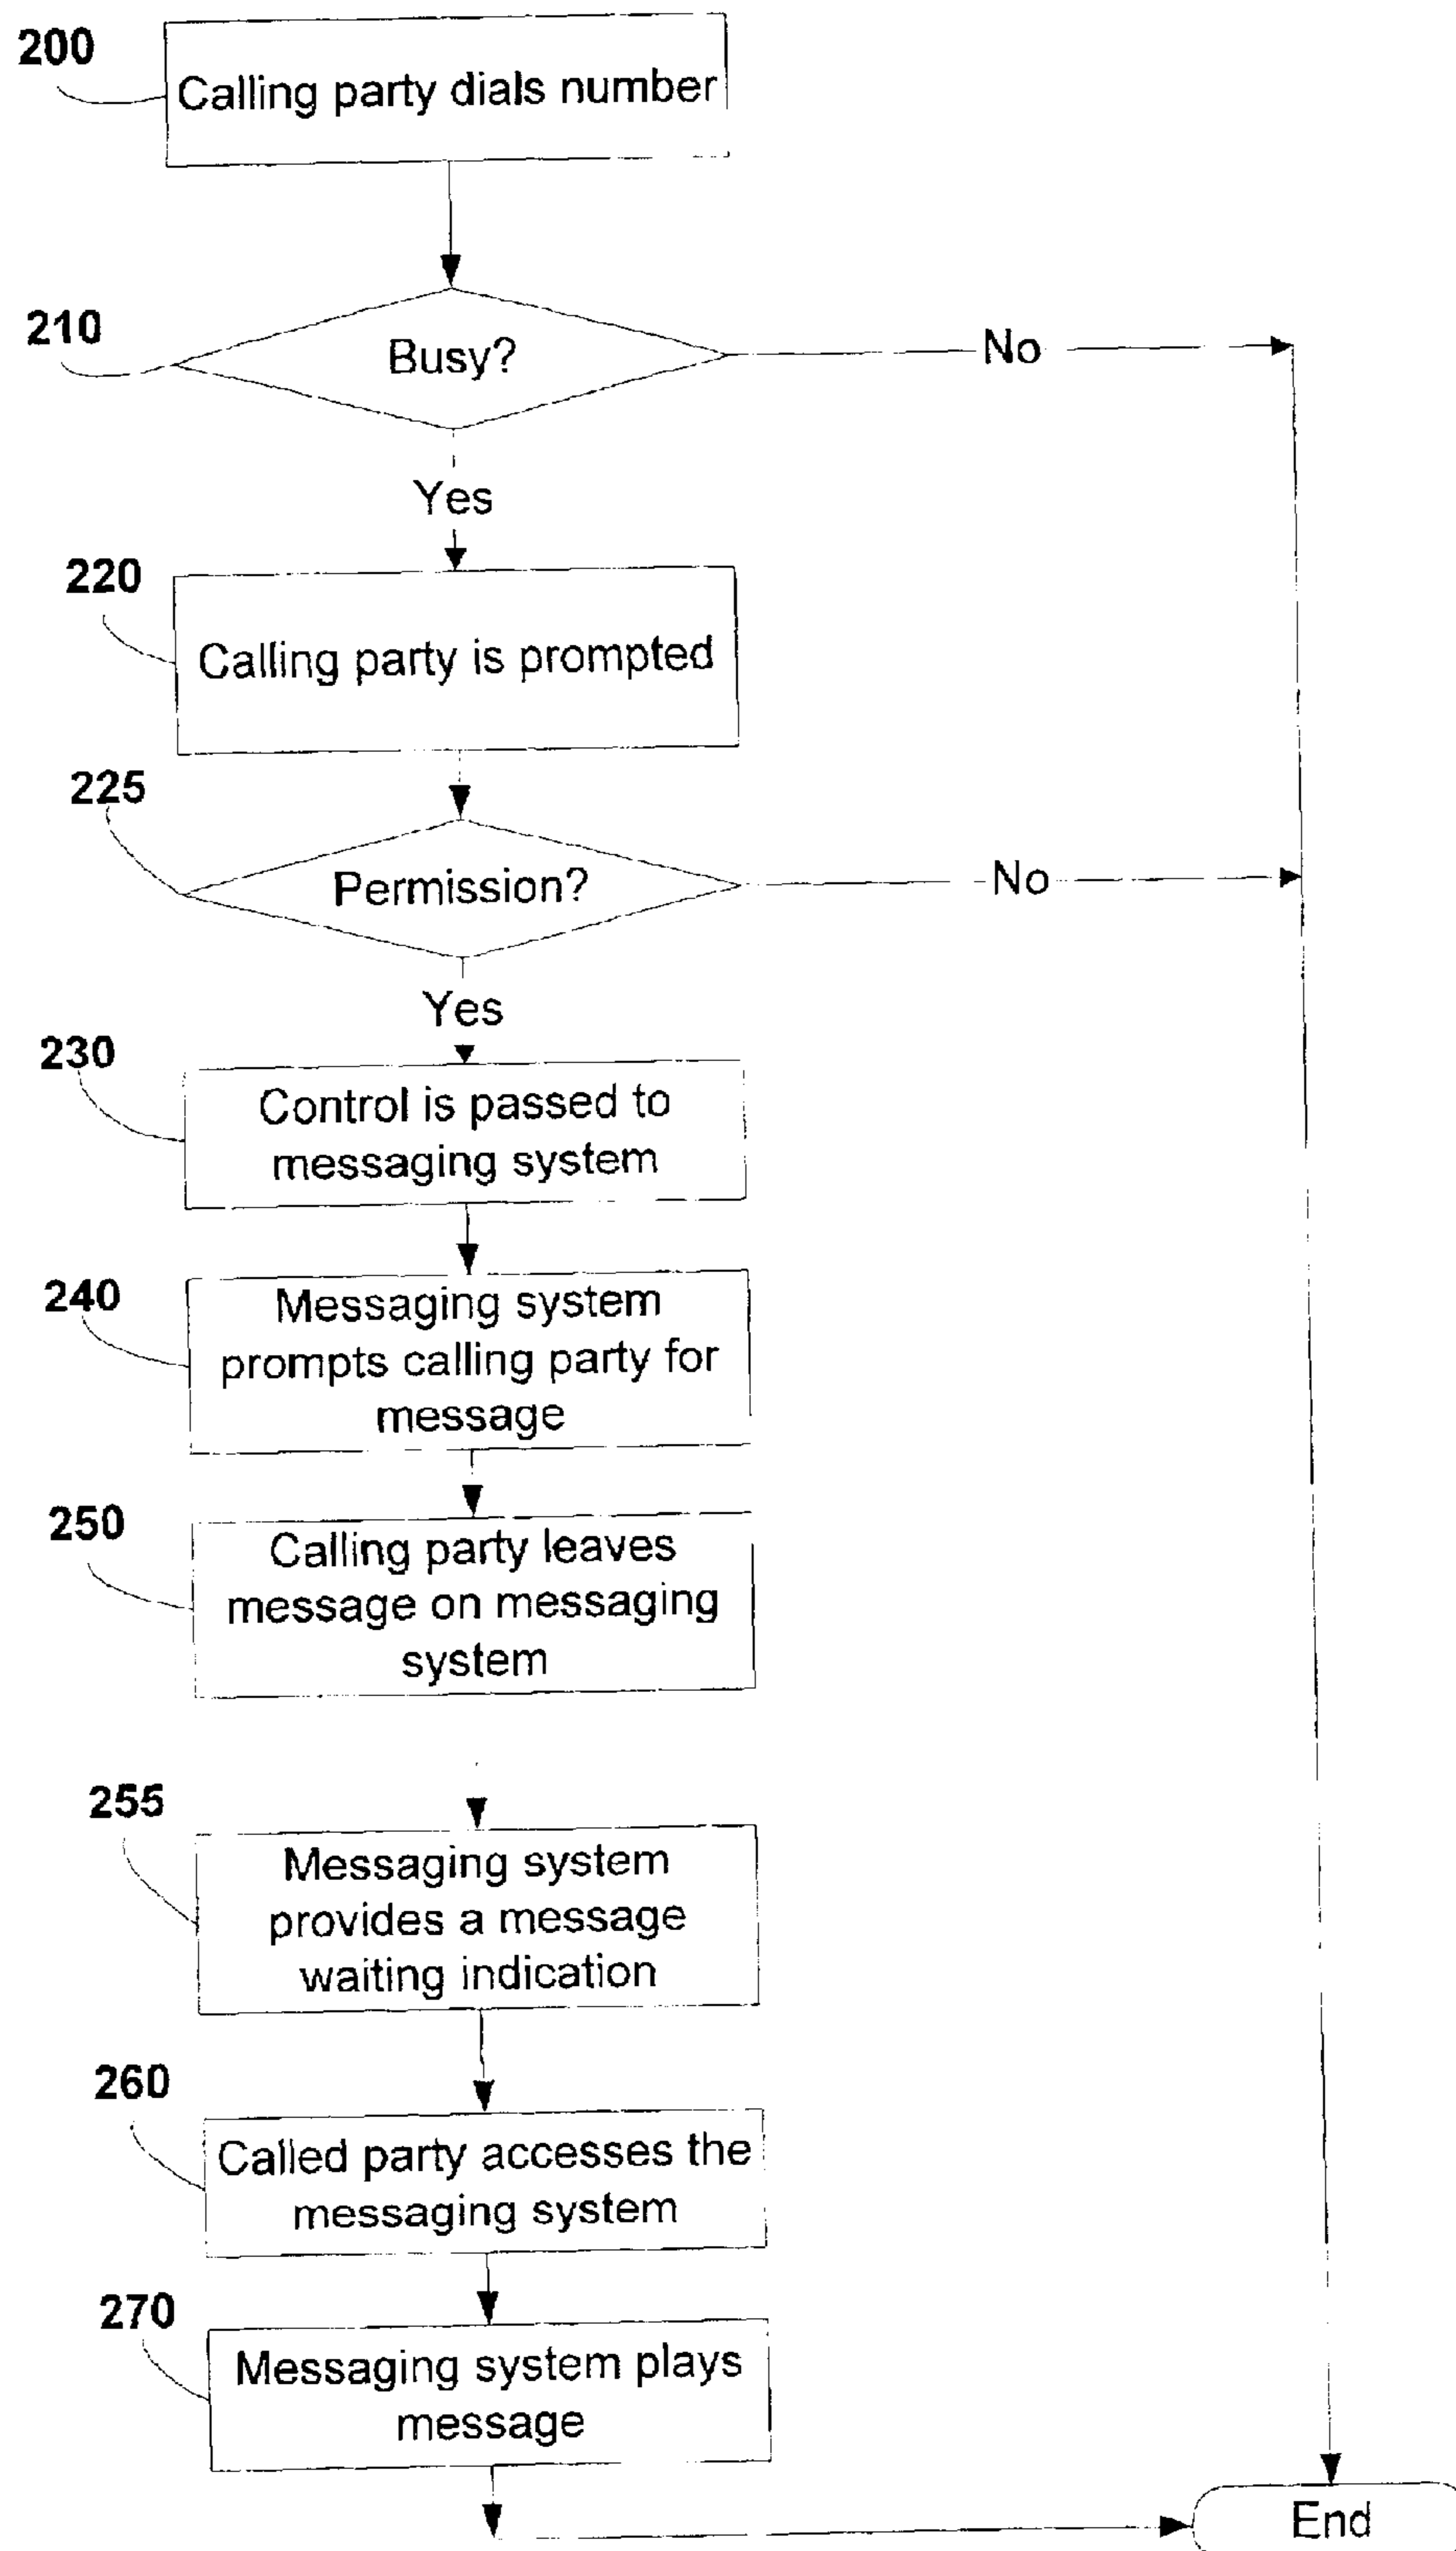 200
Calling party dials number
210
Busy?
No
Yes
220
Calling party is prompted
225
Permission?
No
Yes
230
Control is passed to
messaging system
240
Messaging system
prompts calling party for
message
250
Calling party leaves
message on messaging
system
255
Messaging system
provides a message
waiting indication
260
Called party accesses the
messaging system
270
Messaging system plays
message
End